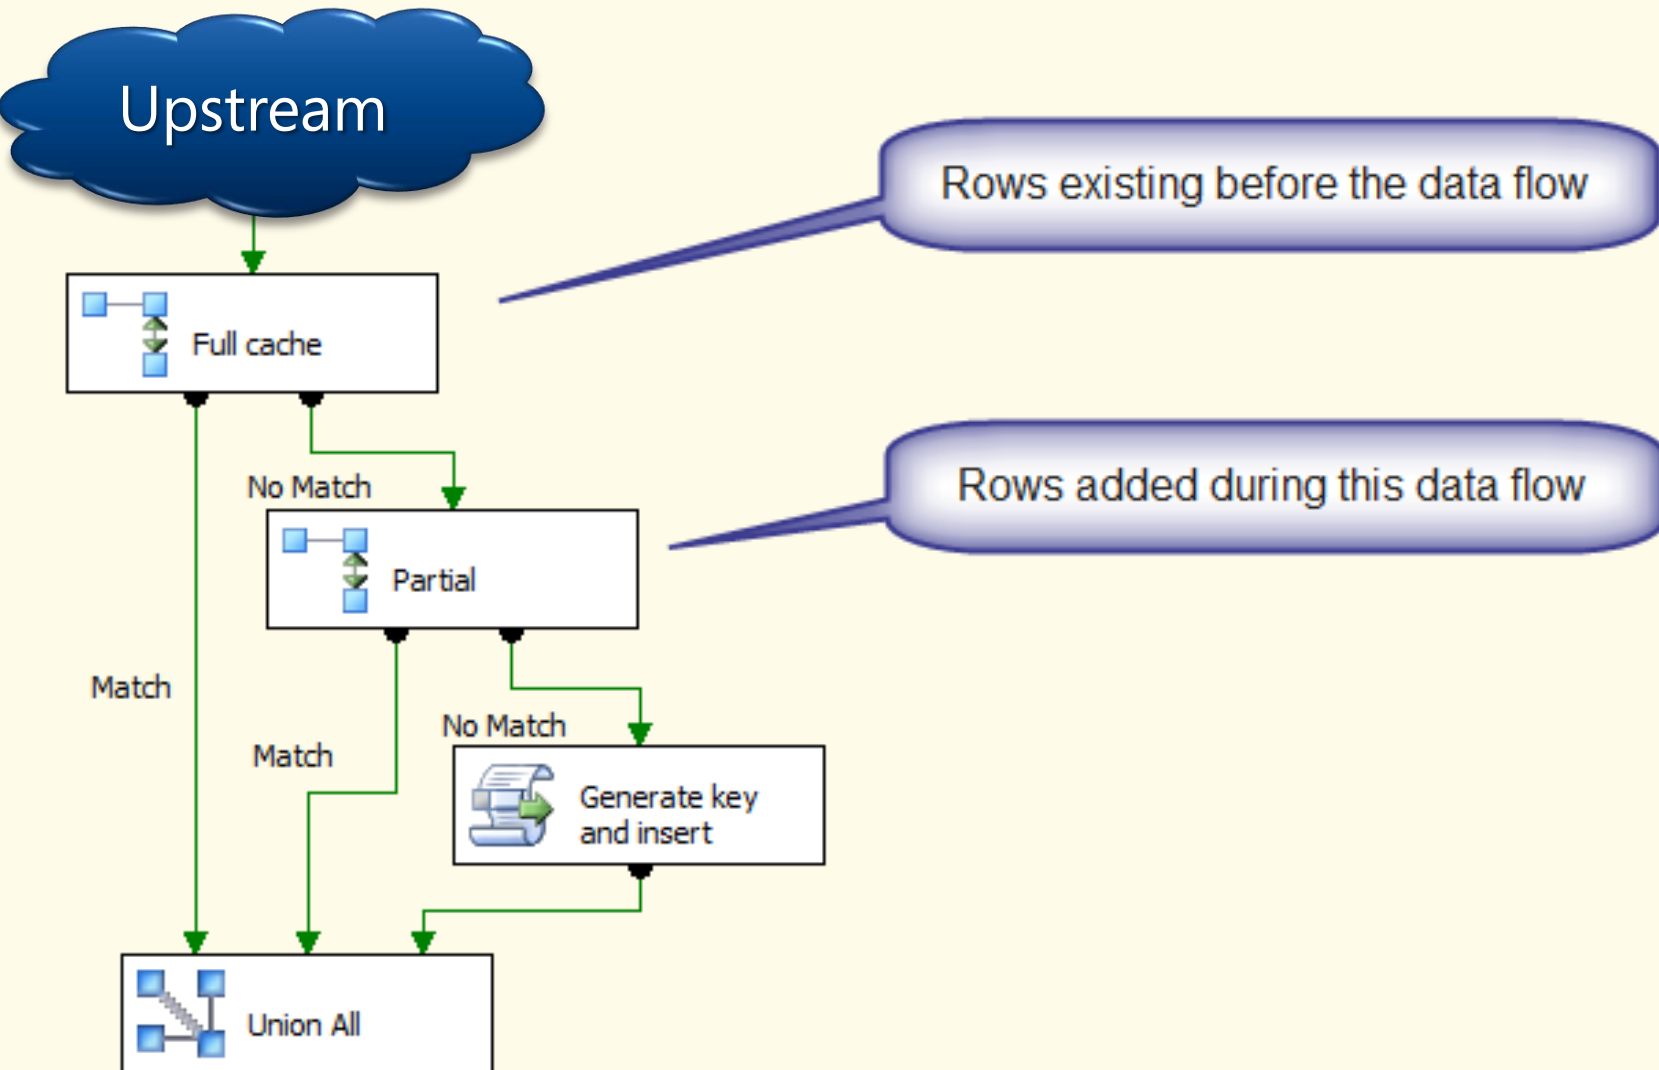 Upstream
Rows existing before the data flow
Full cache
No Match
Rows added during this data flow
Partial
Match
No Match
Match
Generate key
and insert
Union All